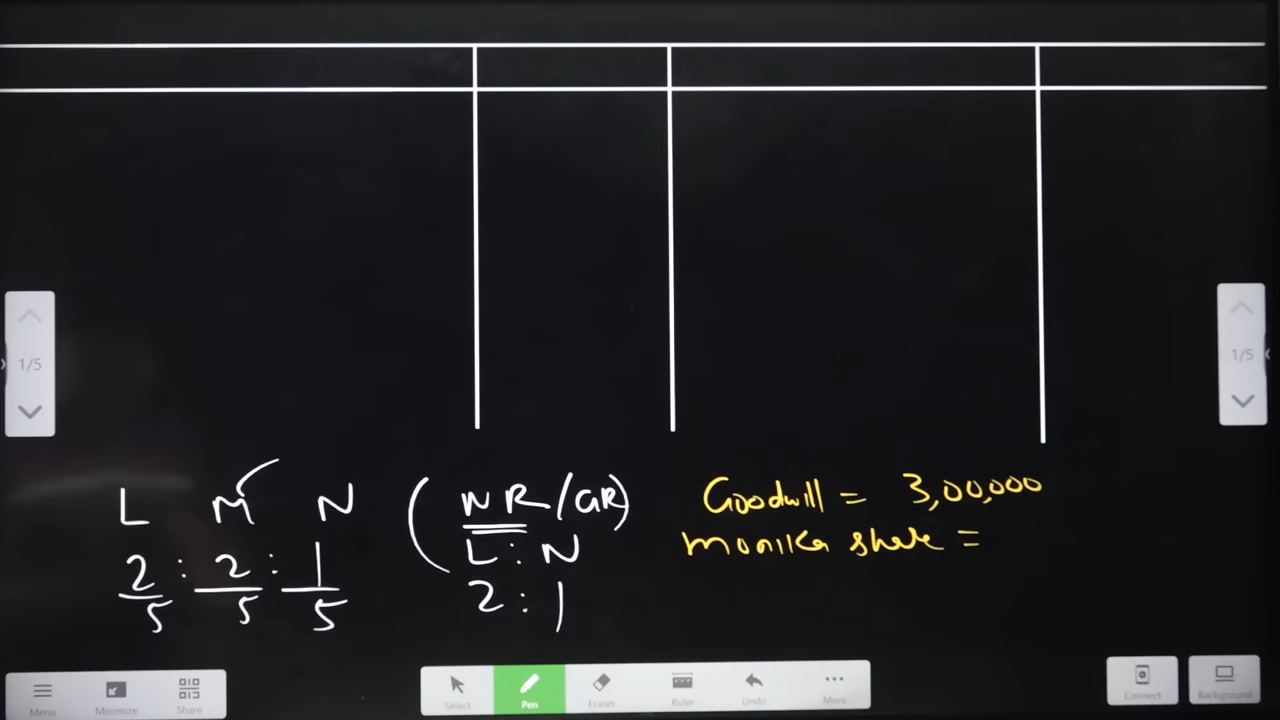 L M N (NR/GR) Goodwill = 3,00,000
L : N Monika share =
2/5 : 2/5 : 1/5 2 : 1
1/5 1/5
Menu Minimize Share Select Pen Eraser Ruler Undo More Connect Background